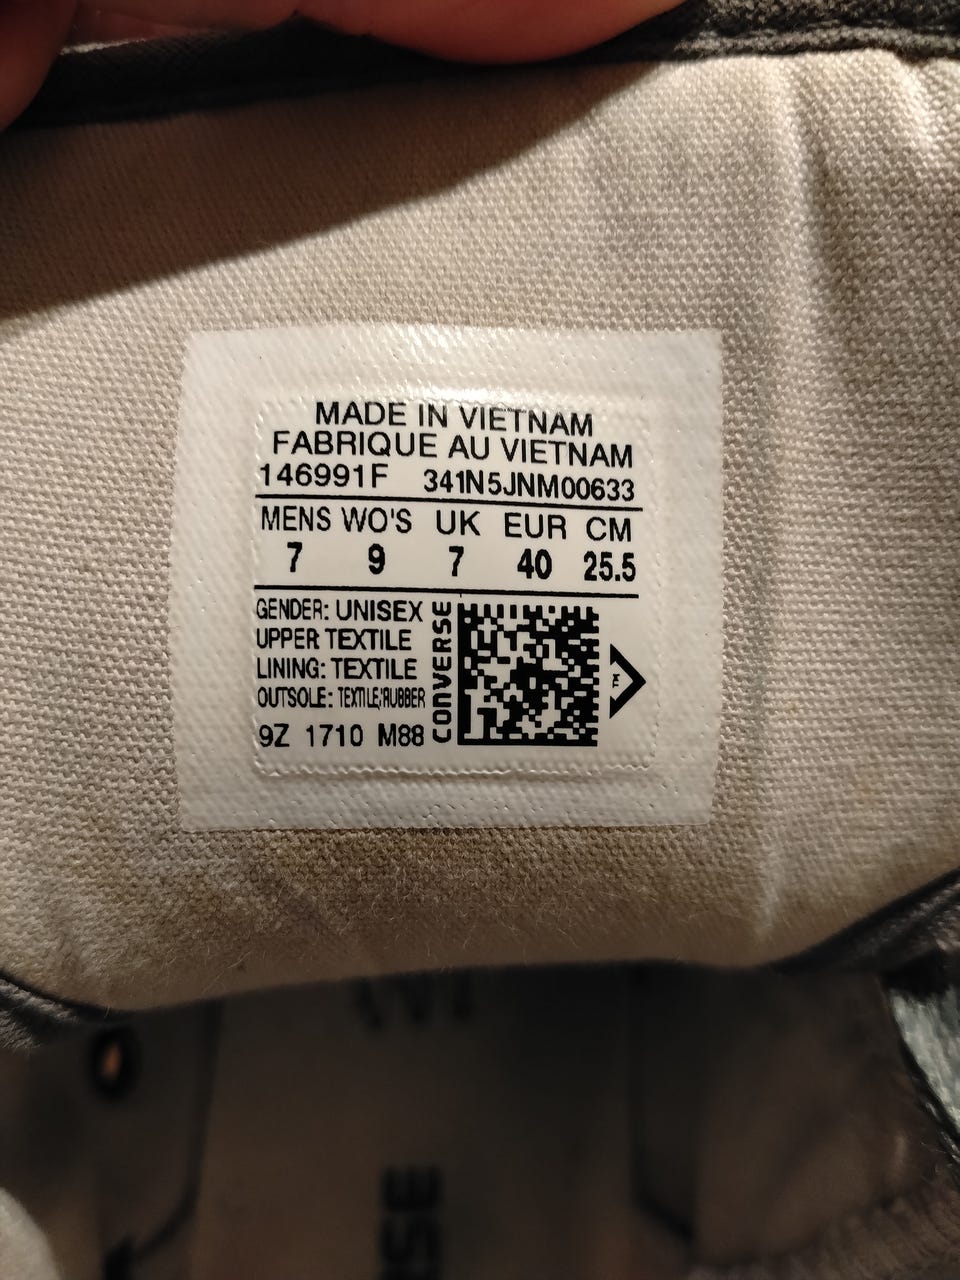 MADE IN VIETNAM
FABRIQUE AU VIETNAM
146991F 341N5JNM00633
MENS WO'S UK EUR CM
7 9 7 40 25.5
GENDER: UNISEX
UPPER TEXTILE
LINING: TEXTILE
OUTSOLE: TEXTILE/RUBBER
9Z 1710 M88
CONVERSE